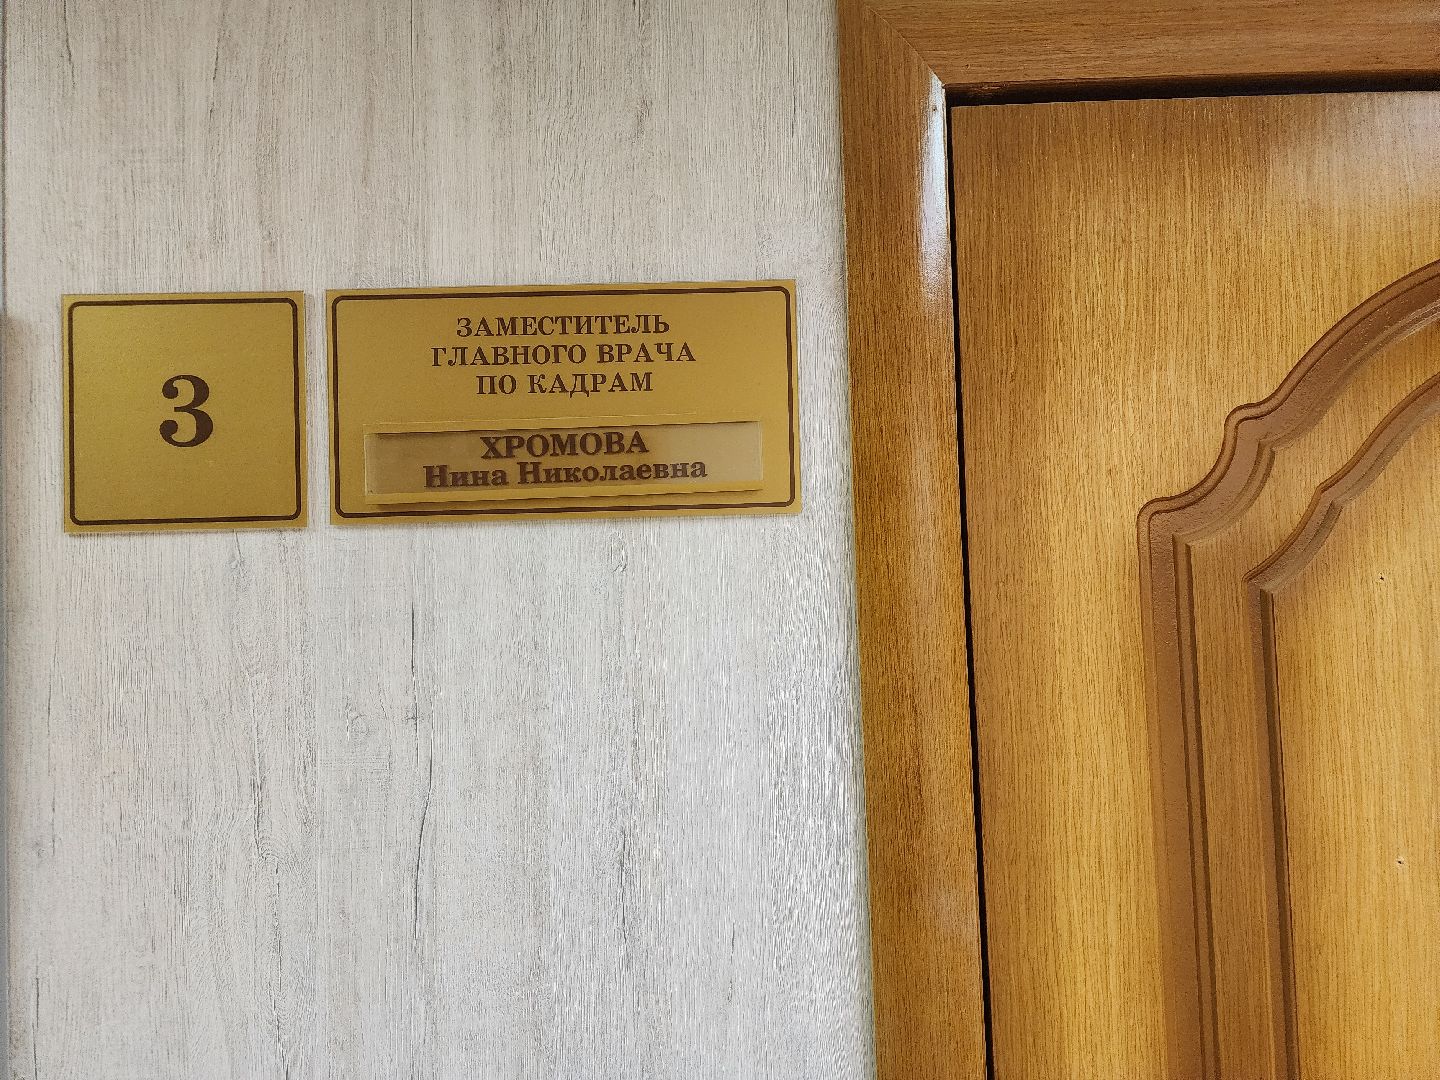 3
ЗАМЕСТИТЕЛЬ
ГЛАВНОГО ВРАЧА
ПО КАДРАМ
ХРОМОВА
Нина Николаевна